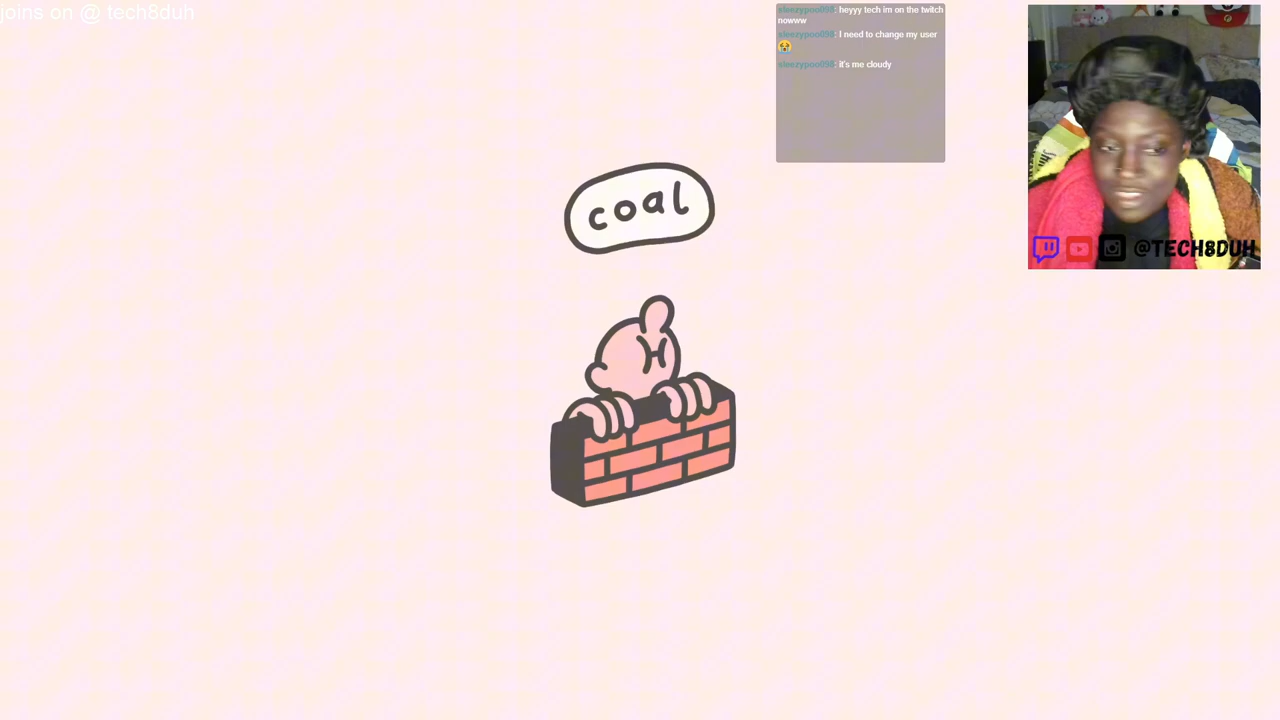 joins on @ tech8duh
sleezypoo098: heyyy tech im on the twitch
nowww
sleezypoo098: I need to change my user
😭
sleezypoo098: it's me cloudy
coal
@TECH8DUH